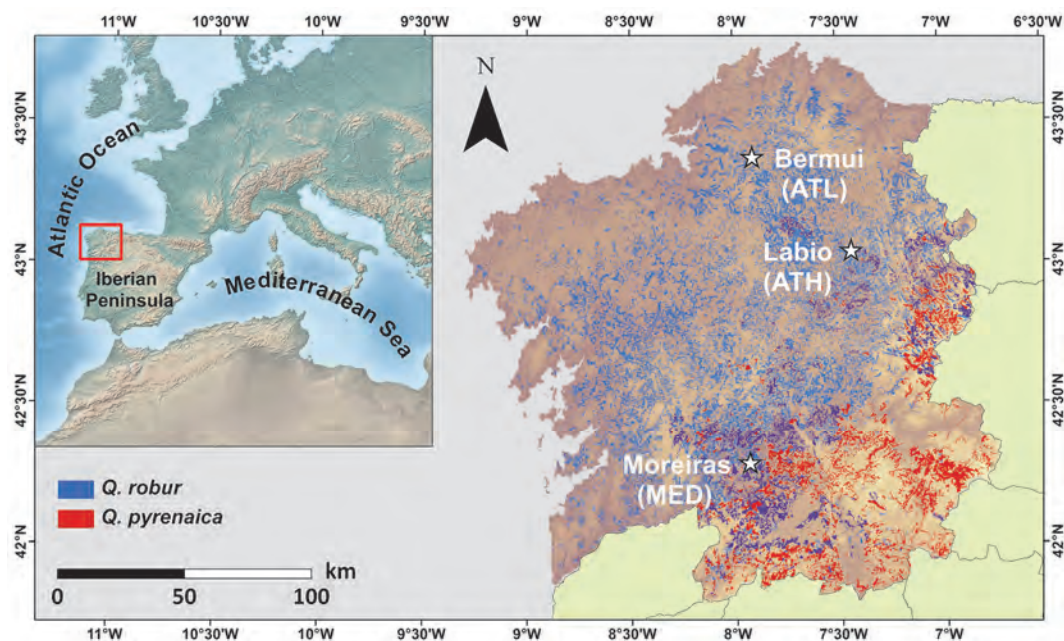 11°W 10°30'W 10°W 9°30'W 9°W 8°30'W 8°W 7°30'W 7°W 6°30'W
43°30'N
43°N
42°30'N
42°N
Atlantic Ocean
Iberian
Peninsula
Mediterranean Sea
N
Bermui
(ATL)
Labio
(ATH)
Moreiras
(MED)
Q. robur
Q. pyrenaica
km
0 50 100
43°30'N
43°N
42°30'N
42°N
11°W 10°30'W 10°W 9°30'W 9°W 8°30'W 8°W 7°30'W 7°W 6°30'W